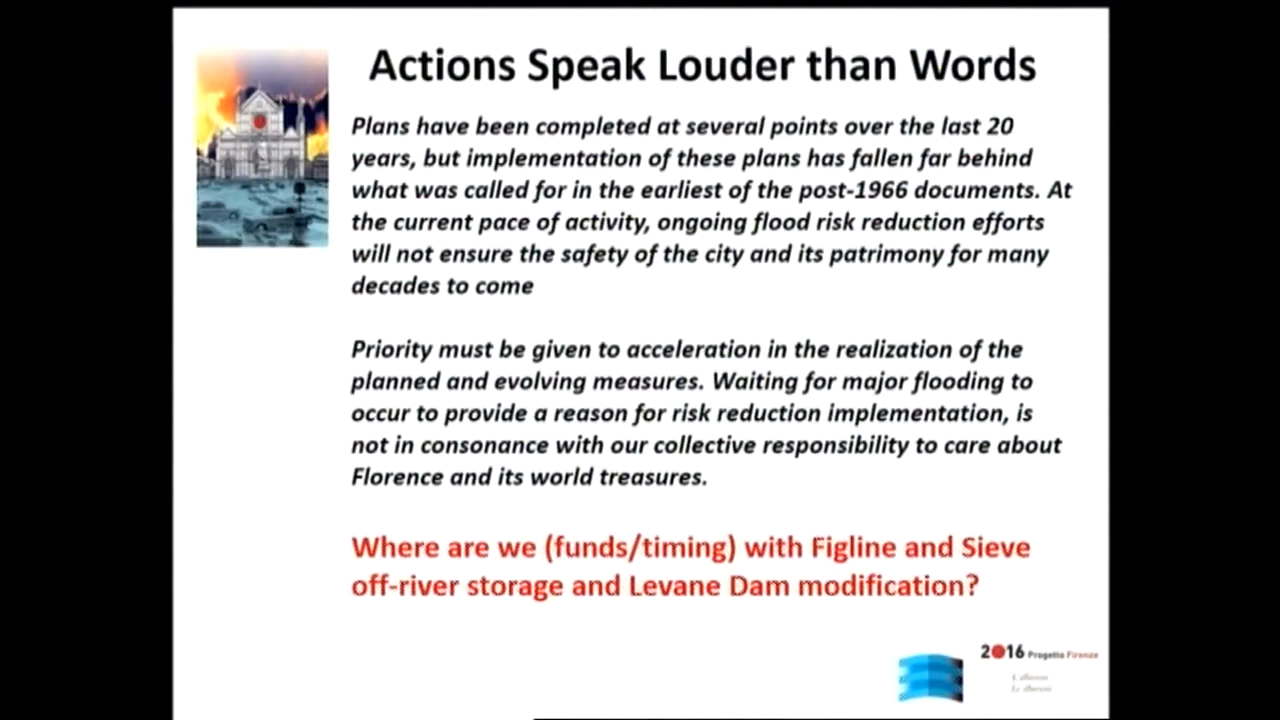 Actions Speak Louder than Words
Plans have been completed at several points over the last 20
years, but implementation of these plans has fallen far behind
what was called for in the earliest of the post-1966 documents. At
the current pace of activity, ongoing flood risk reduction efforts
will not ensure the safety of the city and its patrimony for many
decades to come
Priority must be given to acceleration in the realization of the
planned and evolving measures. Waiting for major flooding to
occur to provide a reason for risk reduction implementation, is
not in consonance with our collective responsibility to care about
Florence and its world treasures.
Where are we (funds/timing) with Figline and Sieve
off-river storage and Levane Dam modification?
2016 Progetto Firenze